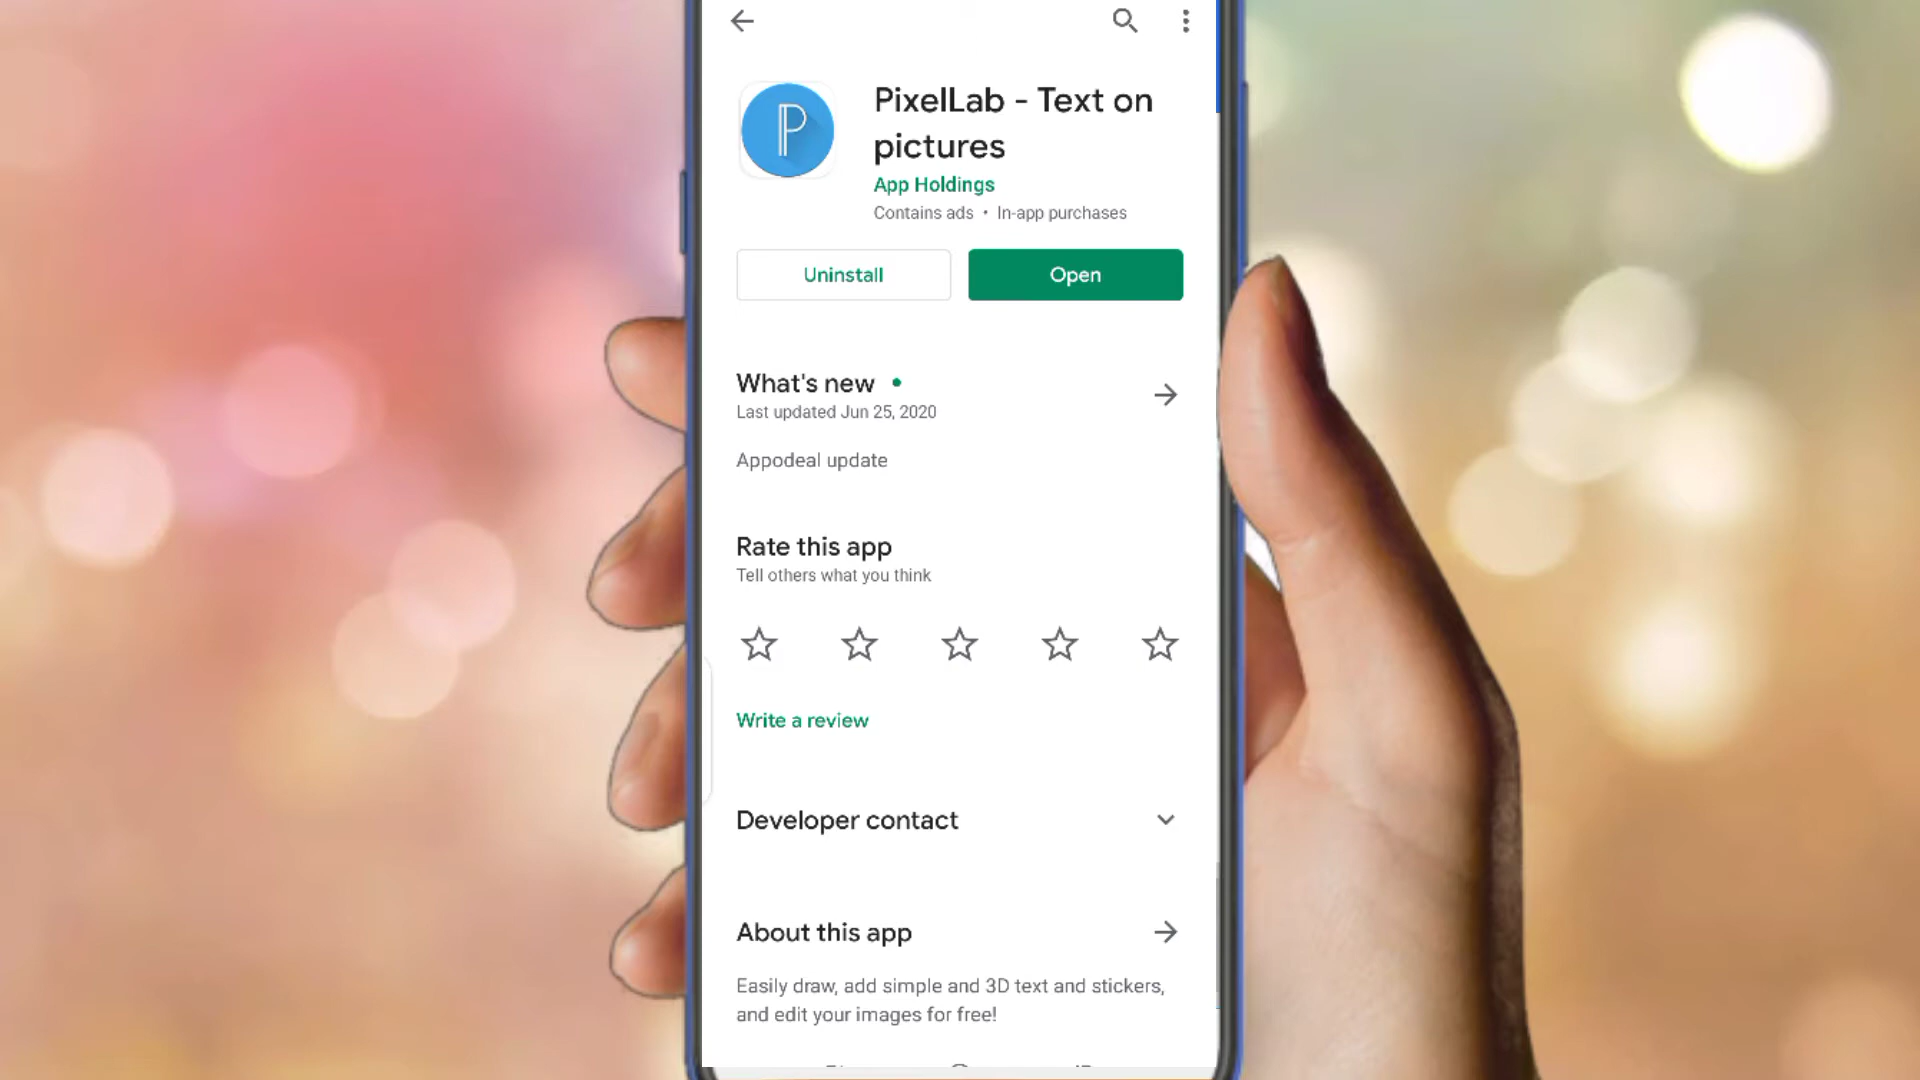 PixelLab - Text on
pictures
App Holdings
Contains ads • In-app purchases
Uninstall
Open
What's new
Last updated Jun 25, 2020
Appodeal update
Rate this app
Tell others what you think
Write a review
Developer contact
About this app
Easily draw, add simple and 3D text and stickers,
and edit your images for free!